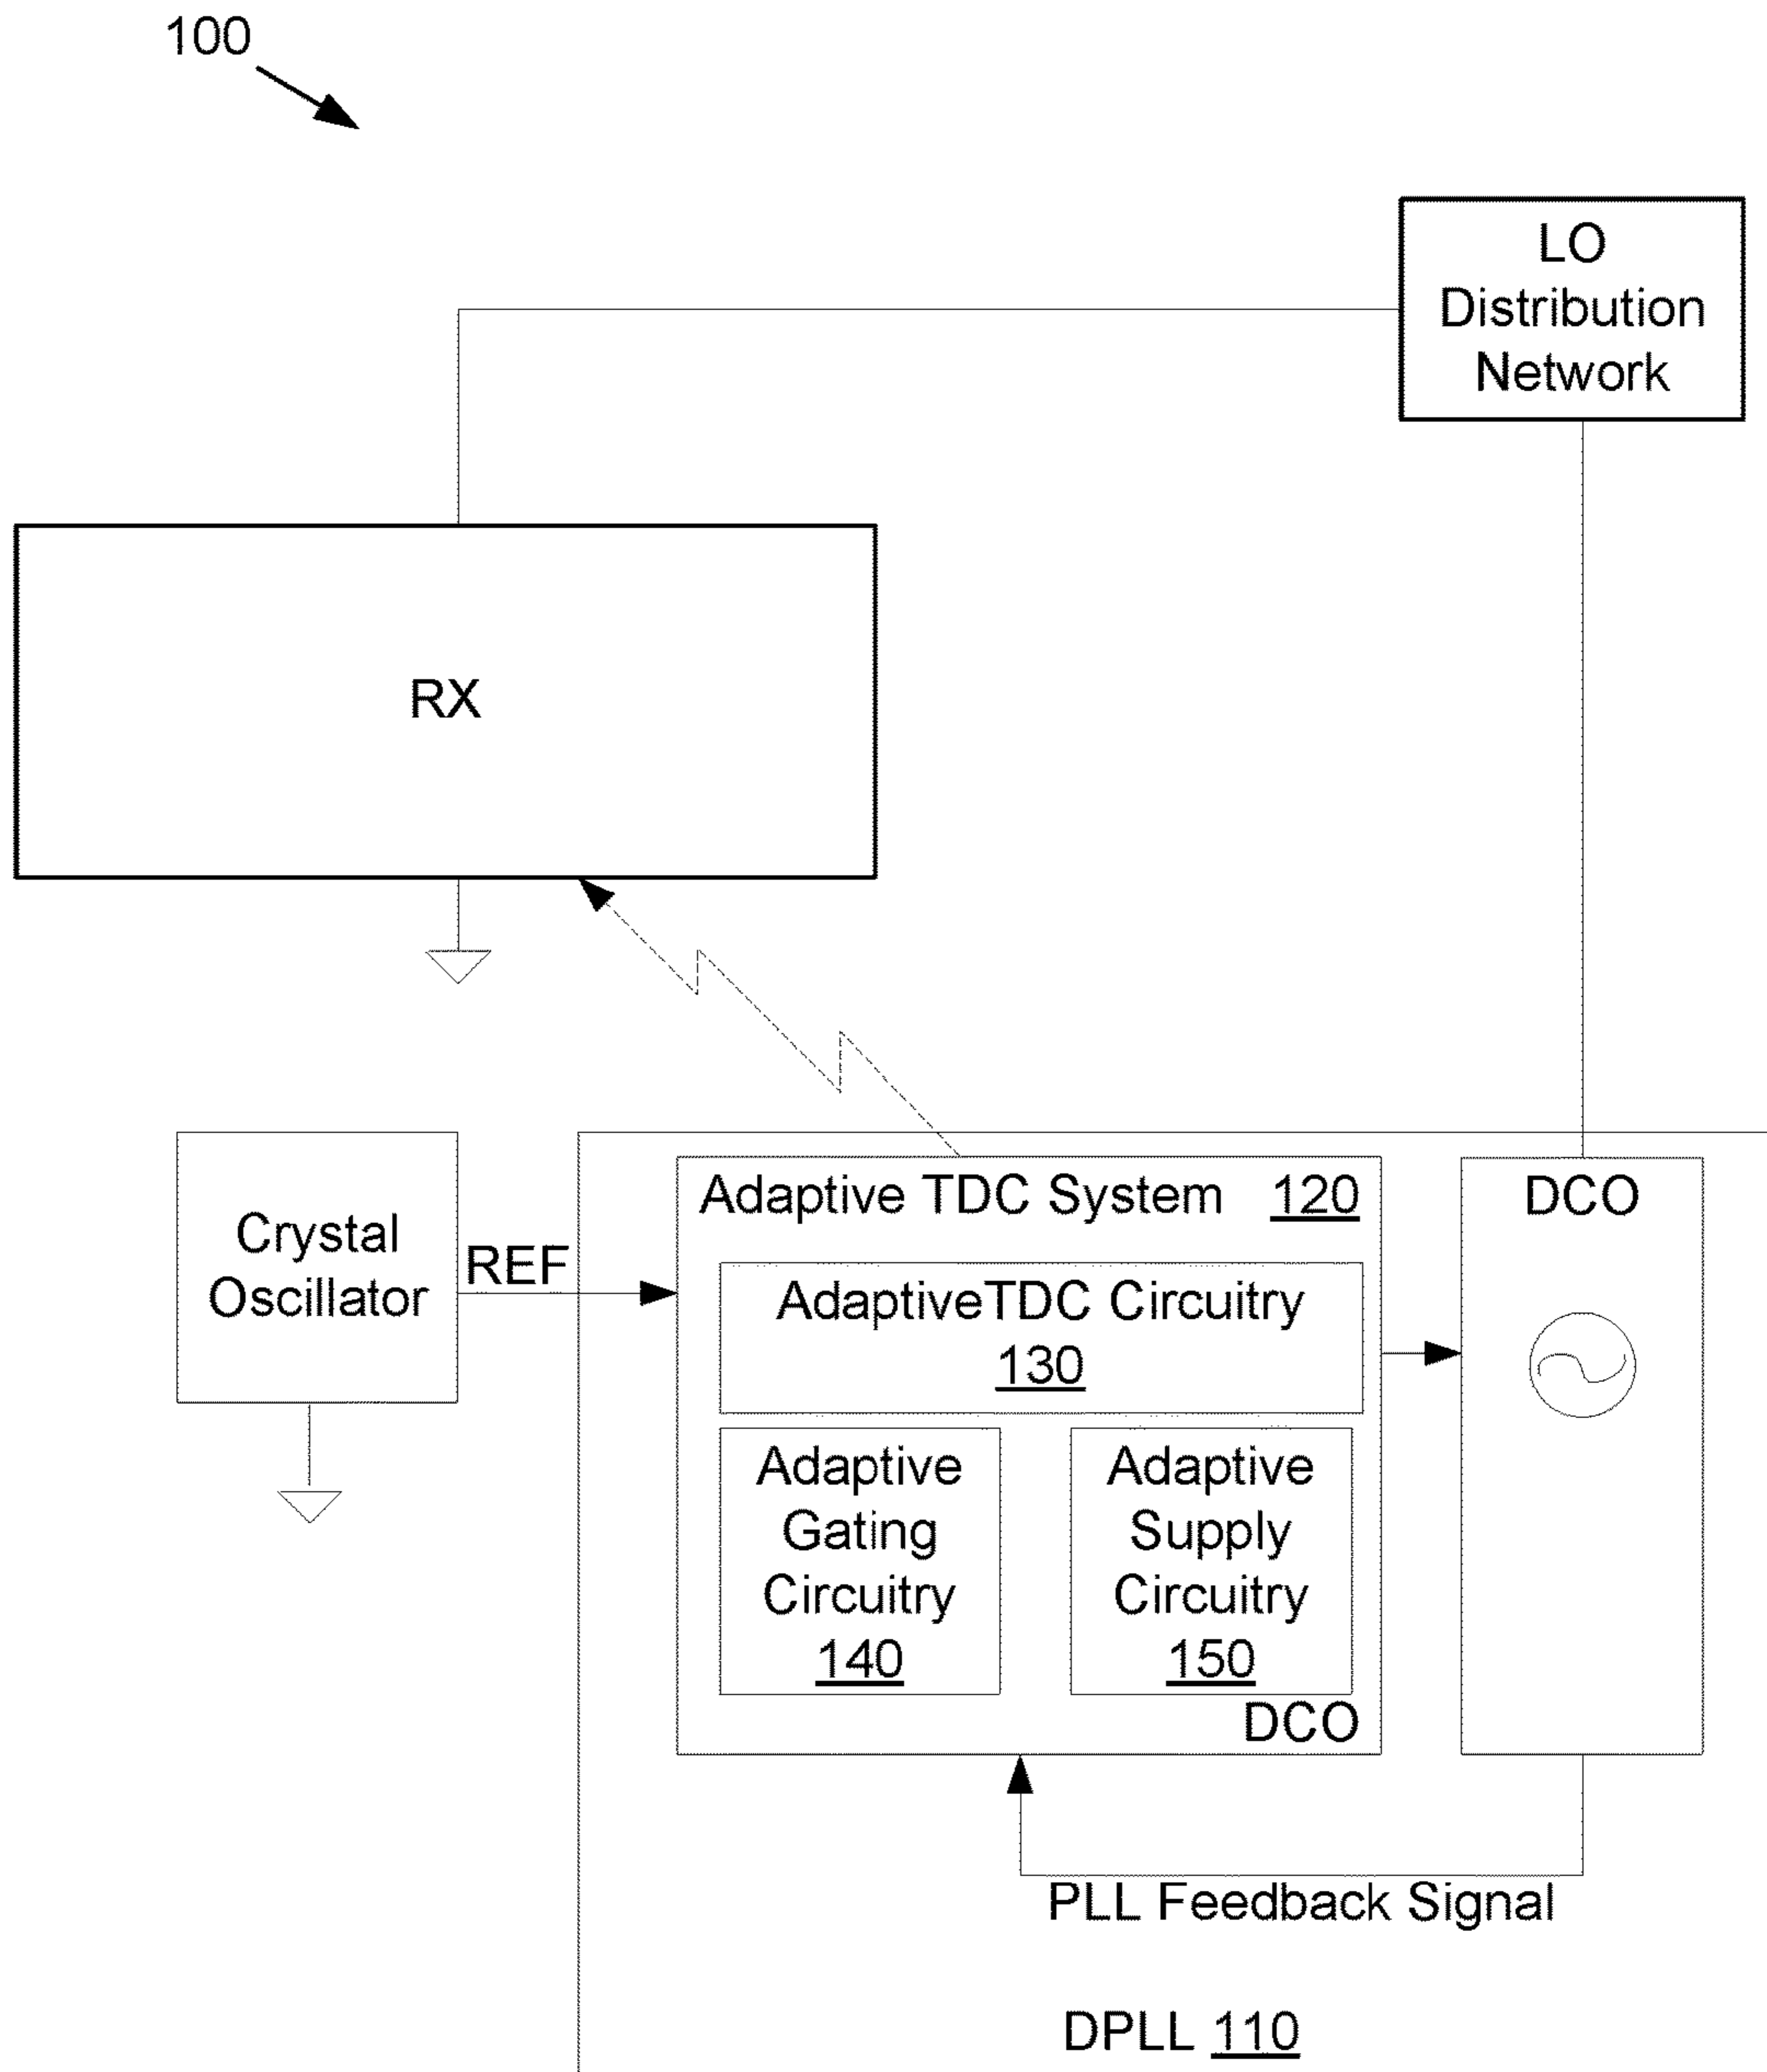 100
LO
Distribution
Network
RX
Crystal
Oscillator
REF
Adaptive TDC System 120
AdaptiveTDC Circuitry
130
Adaptive
Gating
Circuitry
140
Adaptive
Supply
Circuitry
150
DCO
DCO
PLL Feedback Signal
DPLL 110